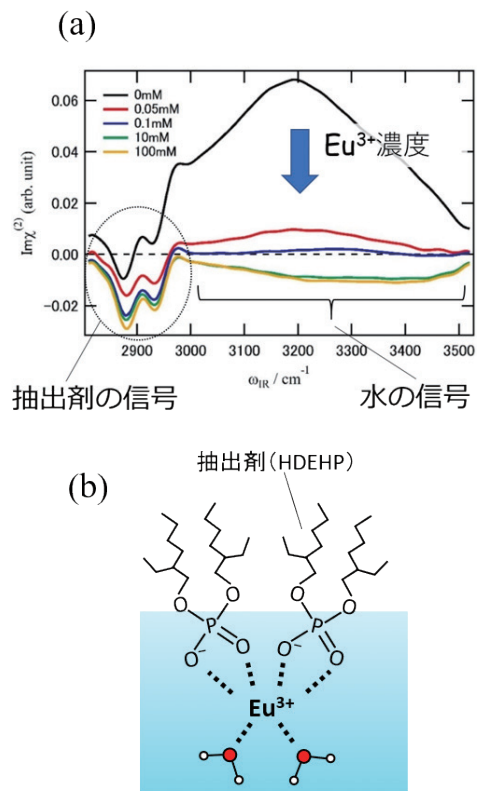 (a)
0mM
0.05mM
0.1mM
10mM
100mM
Eu³⁺濃度
Imχ⁽²⁾ (arb. unit)
0.06
0.04
0.02
0.00
−0.02
2900 3000 3100 3200 3300 3400 3500
ω_IR / cm⁻¹
抽出剤の信号
水の信号
(b)
抽出剤（HDEHP）
O O O O
P P
O⁻ O O⁻ O
Eu³⁺